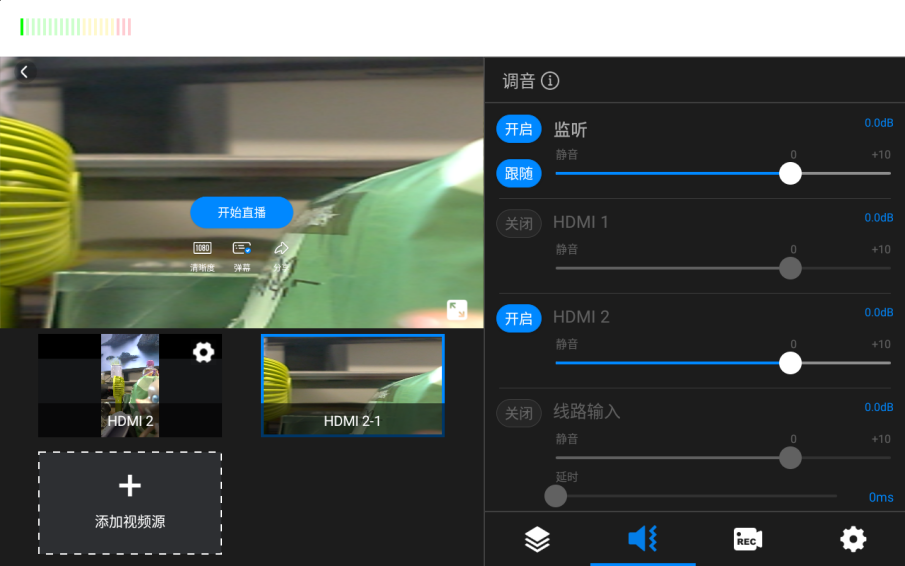 开始直播
1080
清晰度
弹幕
分享
HDMI 2
HDMI 2-1
添加视频源
调音
开启
监听
0.0dB
静音
0
+10
跟随
关闭
HDMI 1
0.0dB
静音
0
+10
开启
HDMI 2
0.0dB
静音
0
+10
关闭
线路输入
0.0dB
静音
0
+10
延时
0ms
REC